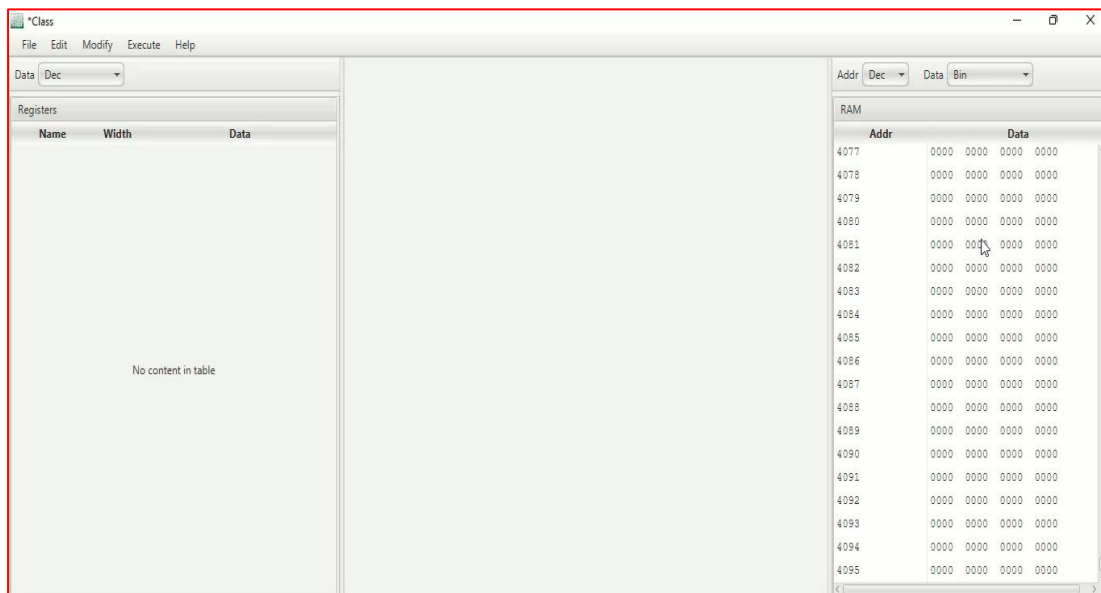 *Class
File Edit Modify Execute Help
Data Dec
Addr Dec Data Bin
Registers
RAM
Name Width Data
Addr Data
No content in table
4077 0000 0000 0000 0000
4078 0000 0000 0000 0000
4079 0000 0000 0000 0000
4080 0000 0000 0000 0000
4081 0000 0000 0000 0000
4082 0000 0000 0000 0000
4083 0000 0000 0000 0000
4084 0000 0000 0000 0000
4085 0000 0000 0000 0000
4086 0000 0000 0000 0000
4087 0000 0000 0000 0000
4088 0000 0000 0000 0000
4089 0000 0000 0000 0000
4090 0000 0000 0000 0000
4091 0000 0000 0000 0000
4092 0000 0000 0000 0000
4093 0000 0000 0000 0000
4094 0000 0000 0000 0000
4095 0000 0000 0000 0000